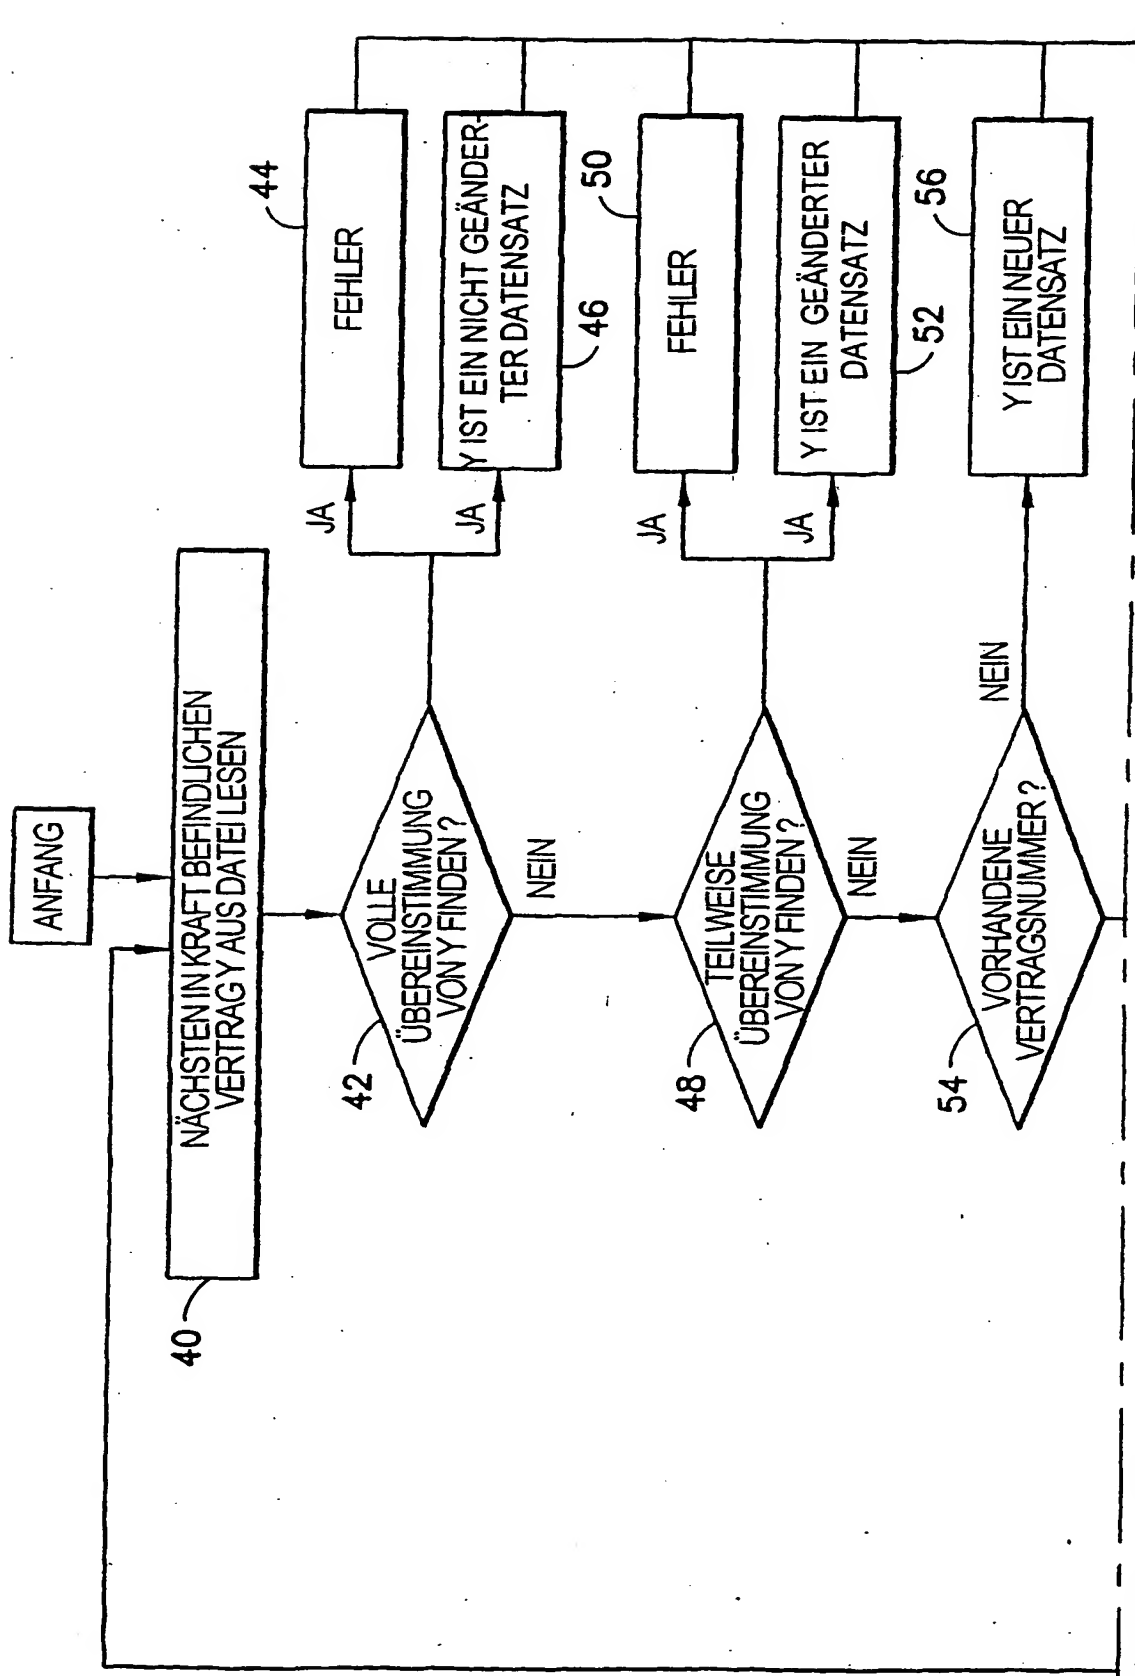 ANFANG
NÄCHSTEN IN KRAFT BEFINDLICHEN
VERTRAG Y AUS DATEI LESEN
40
VOLLE
ÜBEREINSTIMMUNG
VON Y FINDEN ?
42
JA
FEHLER
44
JA
Y IST EIN NICHT GEÄNDER-
TER DATENSATZ
46
NEIN
TEILWEISE
ÜBEREINSTIMMUNG
VON Y FINDEN ?
48
JA
FEHLER
50
JA
Y IST EIN GEÄNDERTER
DATENSATZ
52
NEIN
VORHANDENE
VERTRAGSNUMMER ?
54
NEIN
Y IST EIN NEUER
DATENSATZ
56